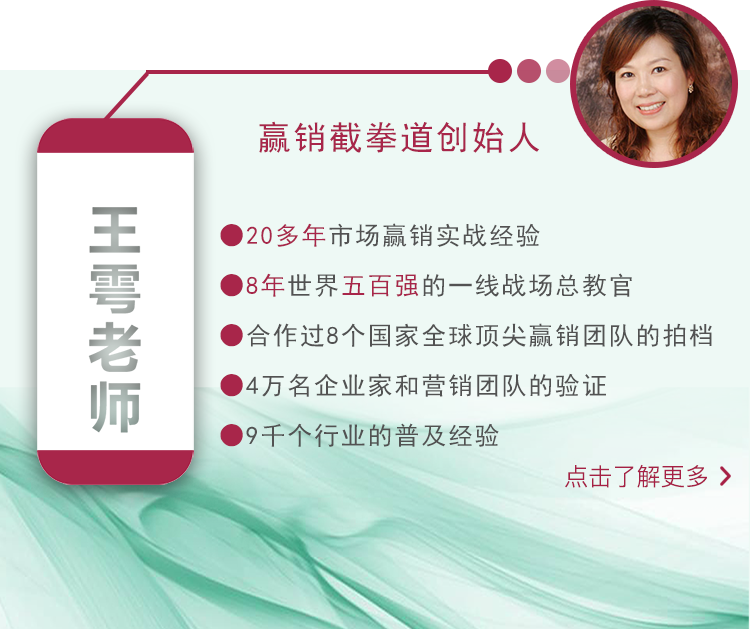 赢销截拳道创始人
王雩老师
●20多年市场赢销实战经验
●8年世界五百强的一线战场总教官
●合作过8个国家全球顶尖赢销团队的拍档
●4万名企业家和营销团队的验证
●9千个行业的普及经验
点击了解更多 >